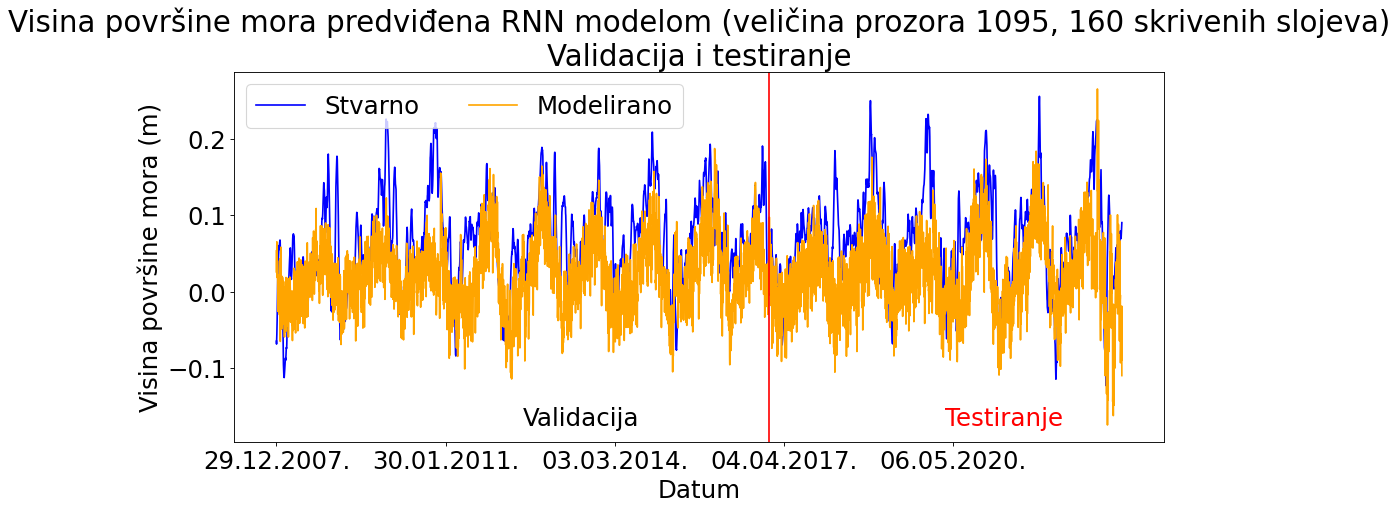 Visina površine mora predviđena RNN modelom (veličina prozora 1095, 160 skrivenih slojeva)
Validacija i testiranje
Stvarno
Modelirano
Visina površine mora (m)
0.2
0.1
0.0
−0.1
Validacija
Testiranje
29.12.2007.
30.01.2011.
03.03.2014.
04.04.2017.
06.05.2020.
Datum